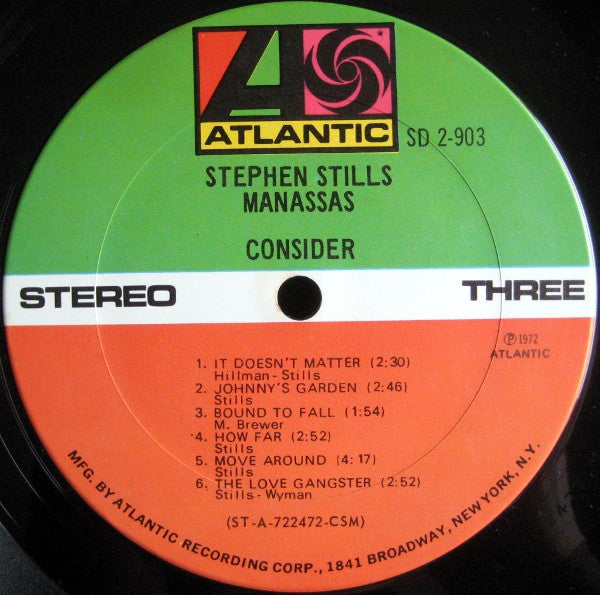 ATLANTIC
SD 2-903
STEPHEN STILLS
MANASSAS
CONSIDER
STEREO
THREE
℗ 1972
ATLANTIC
1. IT DOESN'T MATTER (2:30)
Hillman-Stills
2. JOHNNY'S GARDEN (2:46)
Stills
3. BOUND TO FALL (1:54)
M. Brewer
4. HOW FAR (2:52)
Stills
5. MOVE AROUND (4:17)
Stills
6. THE LOVE GANGSTER (2:52)
Stills-Wyman
(ST-A-722472-CSM)
MFG. BY ATLANTIC RECORDING CORP., 1841 BROADWAY, NEW YORK, N.Y.